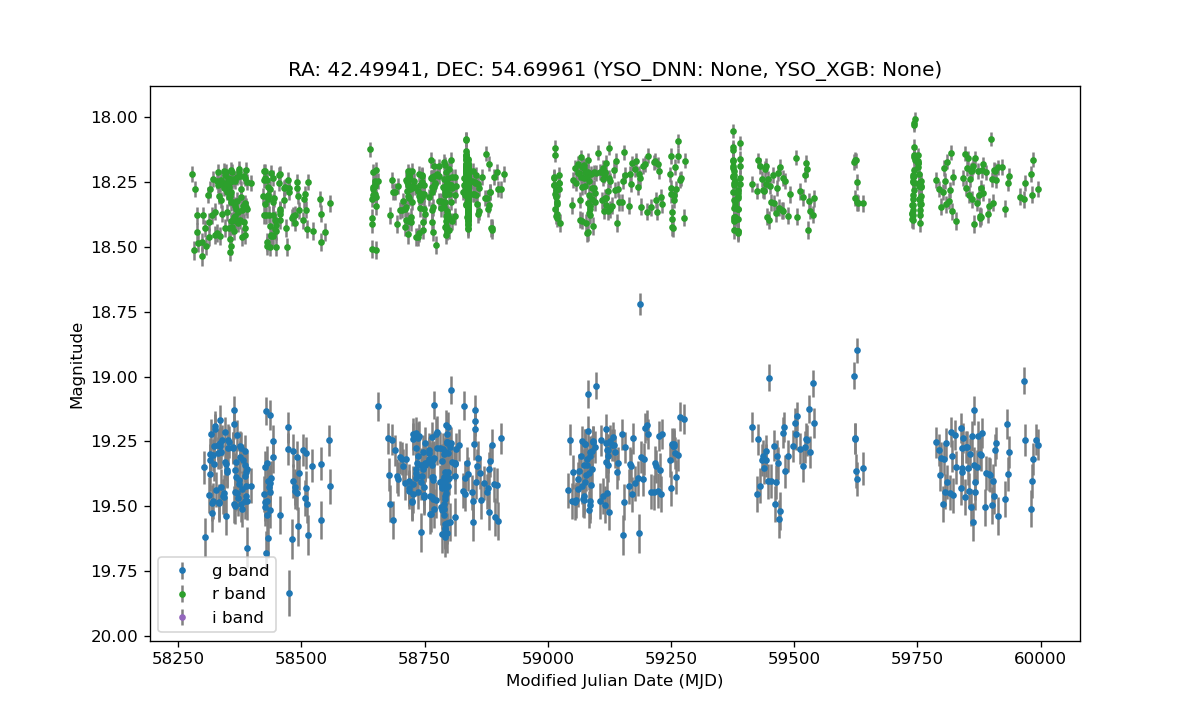 RA: 42.49941, DEC: 54.69961 (YSO_DNN: None, YSO_XGB: None)
18.00
18.25
18.50
18.75
19.00
19.25
19.50
19.75
20.00
Magnitude
g band
r band
i band
58250 58500 58750 59000 59250 59500 59750 60000
Modified Julian Date (MJD)